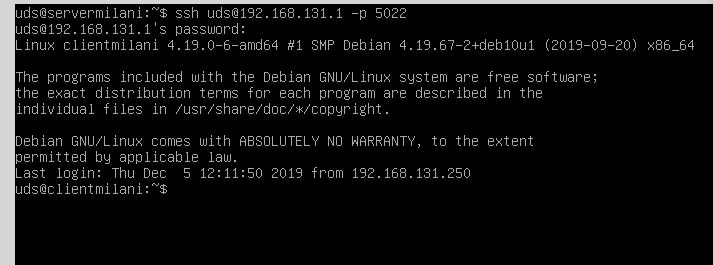 uds@servermilani:~$ ssh uds@192.168.131.1 -p 5022
uds@192.168.131.1's password:
Linux clientmilani 4.19.0-6-amd64 #1 SMP Debian 4.19.67-2+deb10u1 (2019-09-20) x86_64
The programs included with the Debian GNU/Linux system are free software;
the exact distribution terms for each program are described in the
individual files in /usr/share/doc/*/copyright.
Debian GNU/Linux comes with ABSOLUTELY NO WARRANTY, to the extent
permitted by applicable law.
Last login: Thu Dec  5 12:11:50 2019 from 192.168.131.250
uds@clientmilani:~$